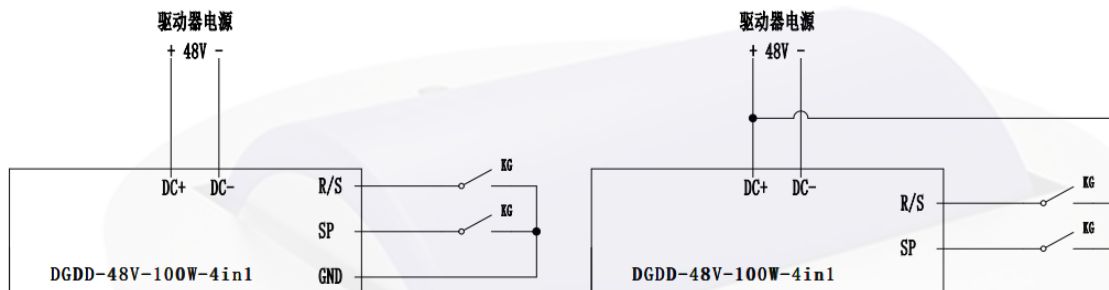 驱动器电源
+ 48V -
DC+ DC-
R/S
KG
SP
KG
GND
DGDD-48V-100W-4in1
驱动器电源
+ 48V -
DC+ DC-
R/S
KG
SP
KG
DGDD-48V-100W-4in1